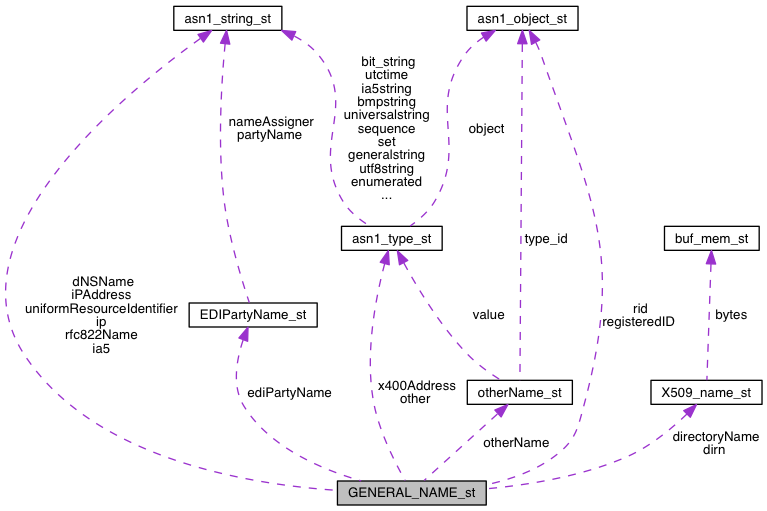 asn1_string_st
asn1_object_st
bit_string
utctime
ia5string
bmpstring
universalstring
sequence
set
generalstring
utf8string
enumerated
...
nameAssigner
partyName
object
asn1_type_st
type_id
buf_mem_st
dNSName
iPAddress
uniformResourceIdentifier
ip
rfc822Name
ia5
EDIPartyName_st
value
rid
registeredID
bytes
ediPartyName
x400Address
other
otherName_st
X509_name_st
otherName
directoryName
dirn
GENERAL_NAME_st